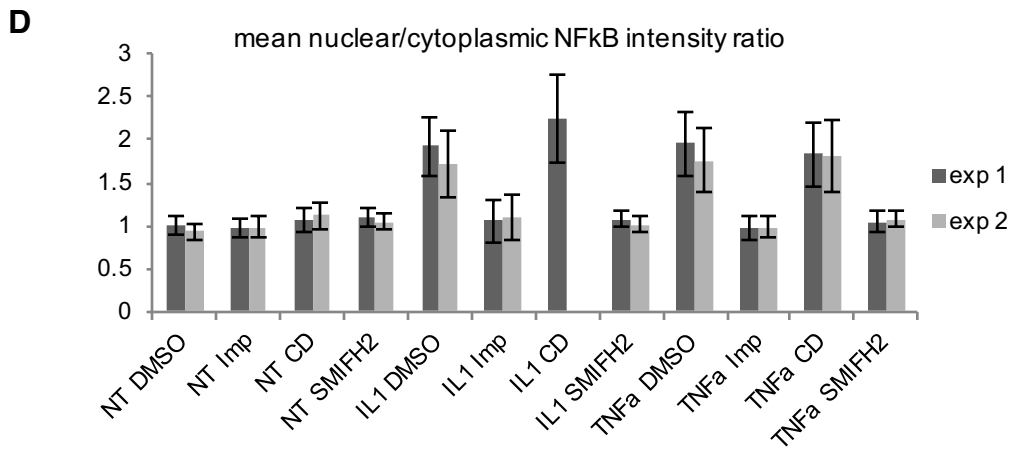 D
mean nuclear/cytoplasmic NFkB intensity ratio
3
2.5
2
1.5
1
0.5
0
NT DMSO
NT Imp
NT CD
NT SMIFH2
IL1 DMSO
IL1 Imp
IL1 CD
IL1 SMIFH2
TNFa DMSO
TNFa Imp
TNFa CD
TNFa SMIFH2
exp 1
exp 2